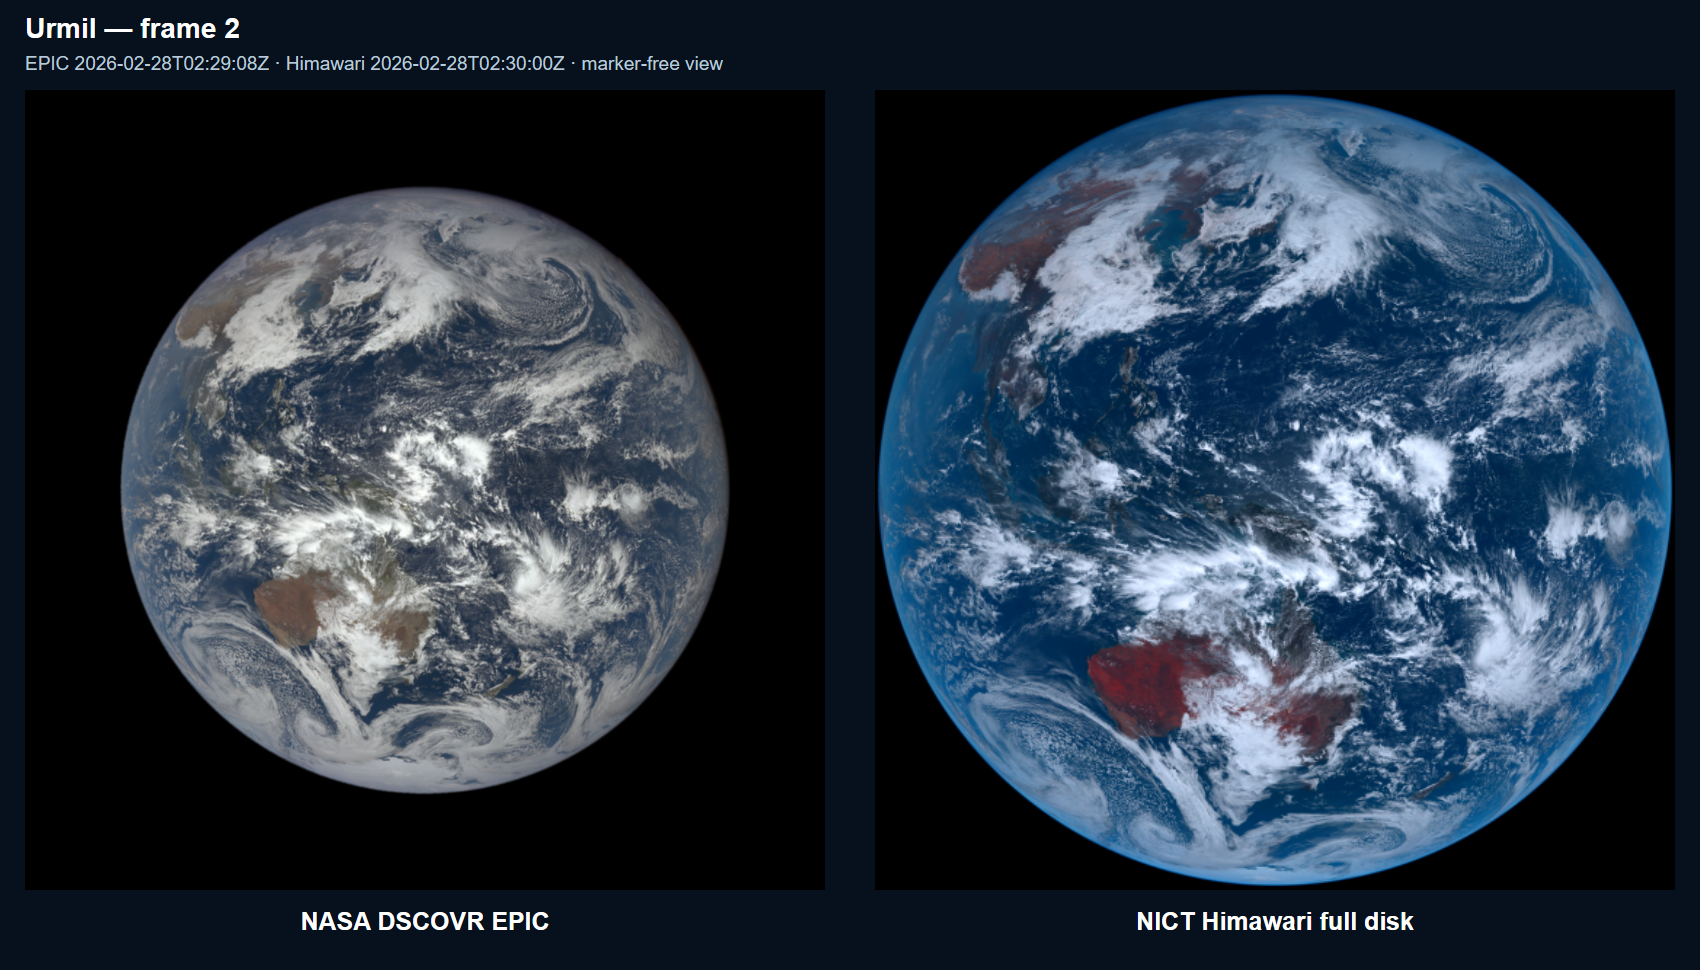 Urmil — frame 2
EPIC 2026-02-28T02:29:08Z · Himawari 2026-02-28T02:30:00Z · marker-free view
NASA DSCOVR EPIC
NICT Himawari full disk